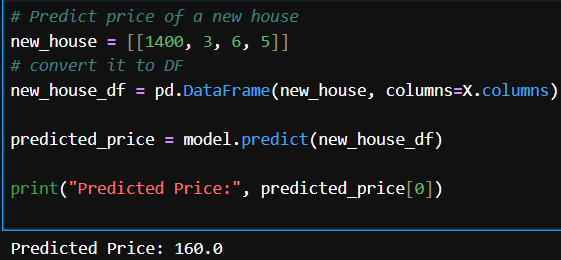 # Predict price of a new house
new_house = [[1400, 3, 6, 5]]
# convert it to DF
new_house_df = pd.DataFrame(new_house, columns=X.columns)
predicted_price = model.predict(new_house_df)
print("Predicted Price:", predicted_price[0])
Predicted Price: 160.0